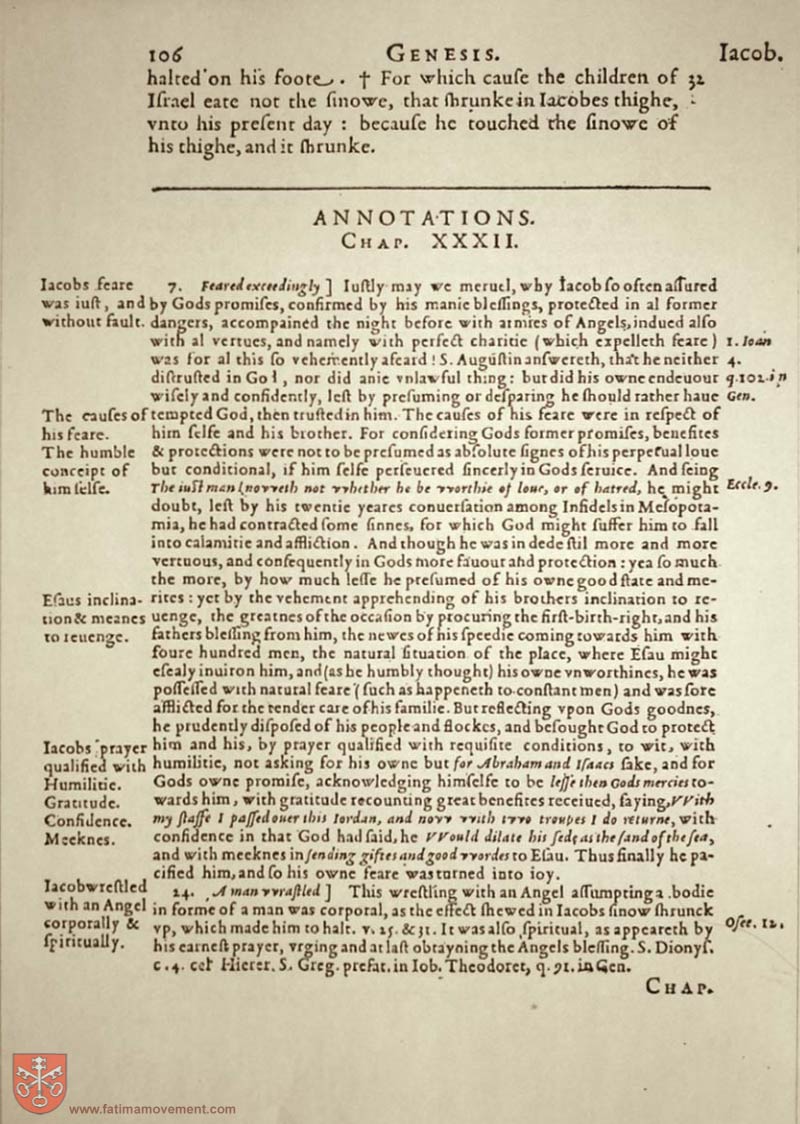 106 GENESIS. Iacob.
halted on his foote. † For which cauſe the children of 32
Iſrael eate not the ſinowe, that ſhrunke in Iacobes thighe,
vnto his preſent day : becauſe he touched the ſinowe of
his thighe, and it ſhrunke.
ANNOTATIONS.
CHAP. XXXII.
Iacobs feare
was iuſt, and
without fault.
7. Feared exceedingly ] Iuſtly may we meruel, why Iacob ſo often aſſured
by Gods promiſes, confirmed by his manie bleſſings, protected in al former
dangers, accompained the night before with armies of Angels, indued alſo
with al vertues, and namely with perfect charitie (which expelleth feare)
was for al this ſo vehemently afeard ! S. Auguſtin anſwereth, that he neither
diſtruſted in God, nor did anie vnlawful thing : but did his owne endeuour
wiſely and confidently, leſt by preſuming or deſparing he ſhould rather haue
1. Ioan
4.
q. 102. in
Gen.
The cauſes of
his feare.
The humble
conceipt of
himſelfe.
tempted God, then truſted in him. The cauſes of his feare were in reſpect of
him ſelfe and his brother. For conſidering Gods former promiſes, benefites
& protections were not to be preſumed as abſolute ſignes of his perpetual loue
but conditional, if him ſelfe perſeuered ſincerly in Gods ſeruice. And ſeing
The iuſt man knovveth not vvhether he be vvorthie of loue, or of hatred, he might
Eccle. 9.
doubt, leſt by his twentie yeares conuerſation among Infidels in Meſopota-
mia, he had contracted ſome ſinnes, for which God might ſuffer him to fall
into calamitie and affliction. And though he was in dede ſtil more and more
vertuous, and conſequently in Gods more fauour and protection : yea ſo much
the more, by how much leſſe he preſumed of his owne good ſtate and me-
Eſaus inclina-
tion & meanes
to reuenge.
rites : yet by the vehement apprehending of his brothers inclination to re-
uenge, the greatnes of the occaſion by procuring the firſt-birth-right, and his
fathers bleſſing from him, the newes of his ſpeedie coming towards him with
foure hundred men, the natural ſituation of the place, where Eſau might
eſealy inuiron him, and (as he humbly thought) his owne vnworthines, he was
poſſeſſed with natural feare (ſuch as happeneth to conſtant men) and was ſore
afflicted for the tender care of his familie. But reflecting vpon Gods goodnes,
he prudently diſpoſed of his people and flockes, and beſought God to protect
Iacobs prayer
qualified with
Humilitie.
Gratitude.
Confidence.
Meeknes.
him and his, by prayer qualified with requiſite conditions, to wit, with
humilitie, not asking for his owne but for Abraham and Iſaacs ſake, and for
Gods owne promiſe, acknowledging himſelfe to be leſſe then Gods mercies to-
wards him, with gratitude recounting great benefites receiued, ſaying, VVith
my ſtaffe I paſſed ouer this Iordan, and novv vvith tvvo troupes I do returne, with
confidence in that God had ſaid, he VVould dilate his ſede as the ſand of the ſea,
and with meeknes in ſending giftes and good vvordes to Eſau. Thus finally he pa-
cified him, and ſo his owne feare was turned into ioy.
Iacob wreſtled
with an Angel
corporally &
ſpiritually.
24. A man vvraſtled ] This wreſtling with an Angel aſſumpting a bodie
in forme of a man was corporal, as the effect ſhewed in Iacobs ſinow ſhrunck
vp, which made him to halt. v. 25. & 31. It was alſo ſpiritual, as appeareth by
Oſee. 12.
his earneſt prayer, vrging and at laſt obtayning the Angels bleſſing. S. Dionyſ.
c. 4. cel Hierer. S. Greg. prefat. in Iob. Theodoret, q. 91. in Gen.
CHAP.
www.fatimamovement.com